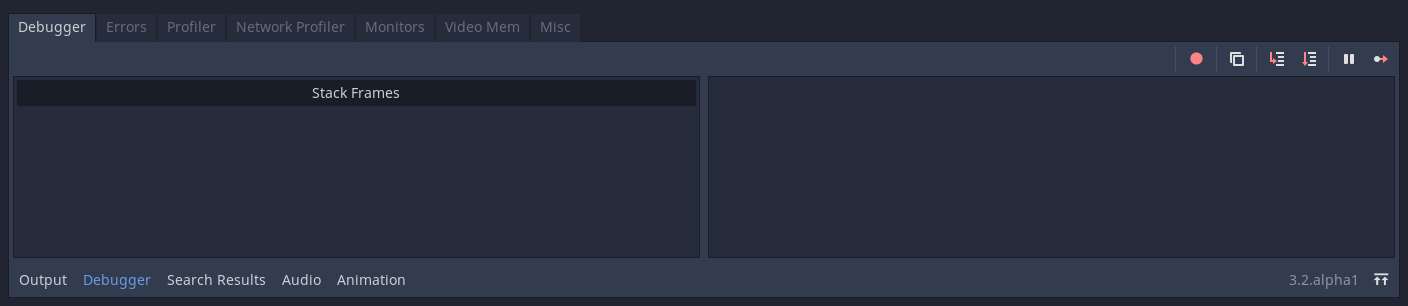 Debugger Errors Profiler Network Profiler Monitors Video Mem Misc
Stack Frames
Output Debugger Search Results Audio Animation 3.2.alpha1